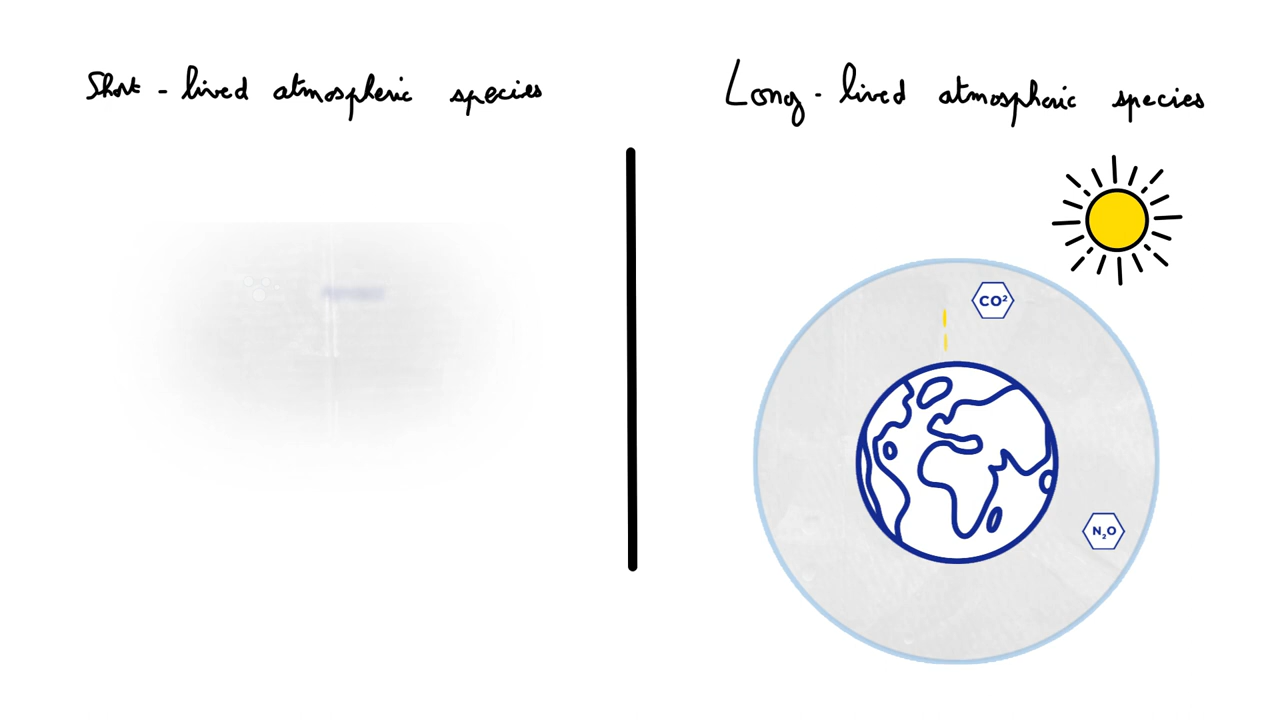 Short - lived atmospheric species
Long - lived atmospheric species
CO²
N₂O